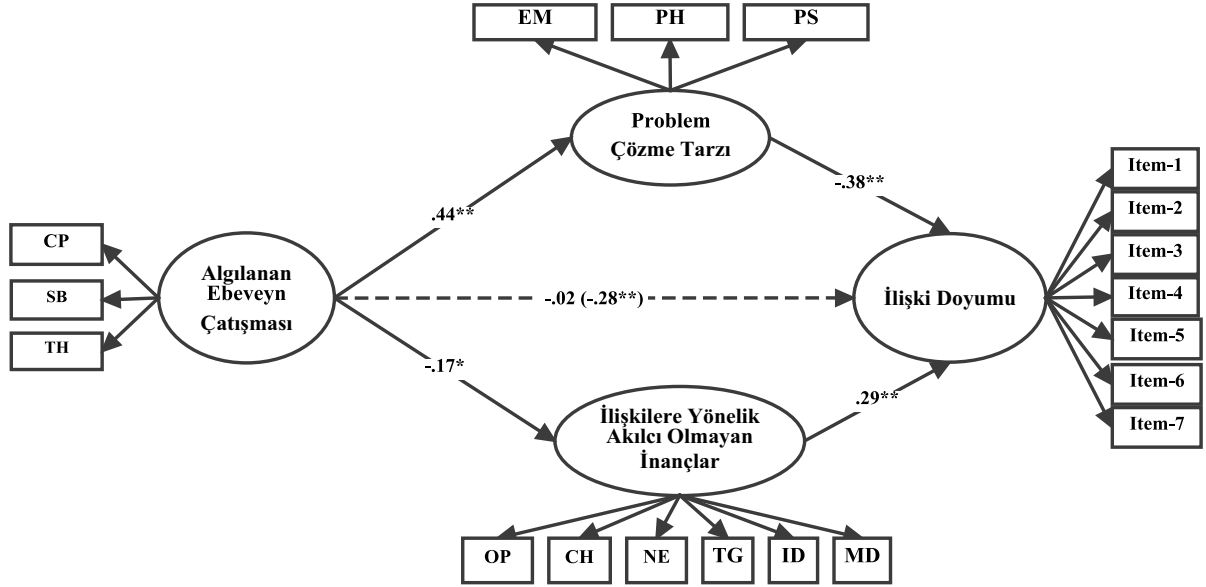 EM
PH
PS
Problem
Çözme Tarzı
Item-1
Item-2
Item-3
Item-4
Item-5
Item-6
Item-7
-.38**
.44**
CP
SB
TH
Algılanan
Ebeveyn
Çatışması
-.02 (-.28**)
İlişki Doyumu
-.17*
.29**
İlişkilere Yönelik
Akılcı Olmayan
İnançlar
OP
CH
NE
TG
ID
MD